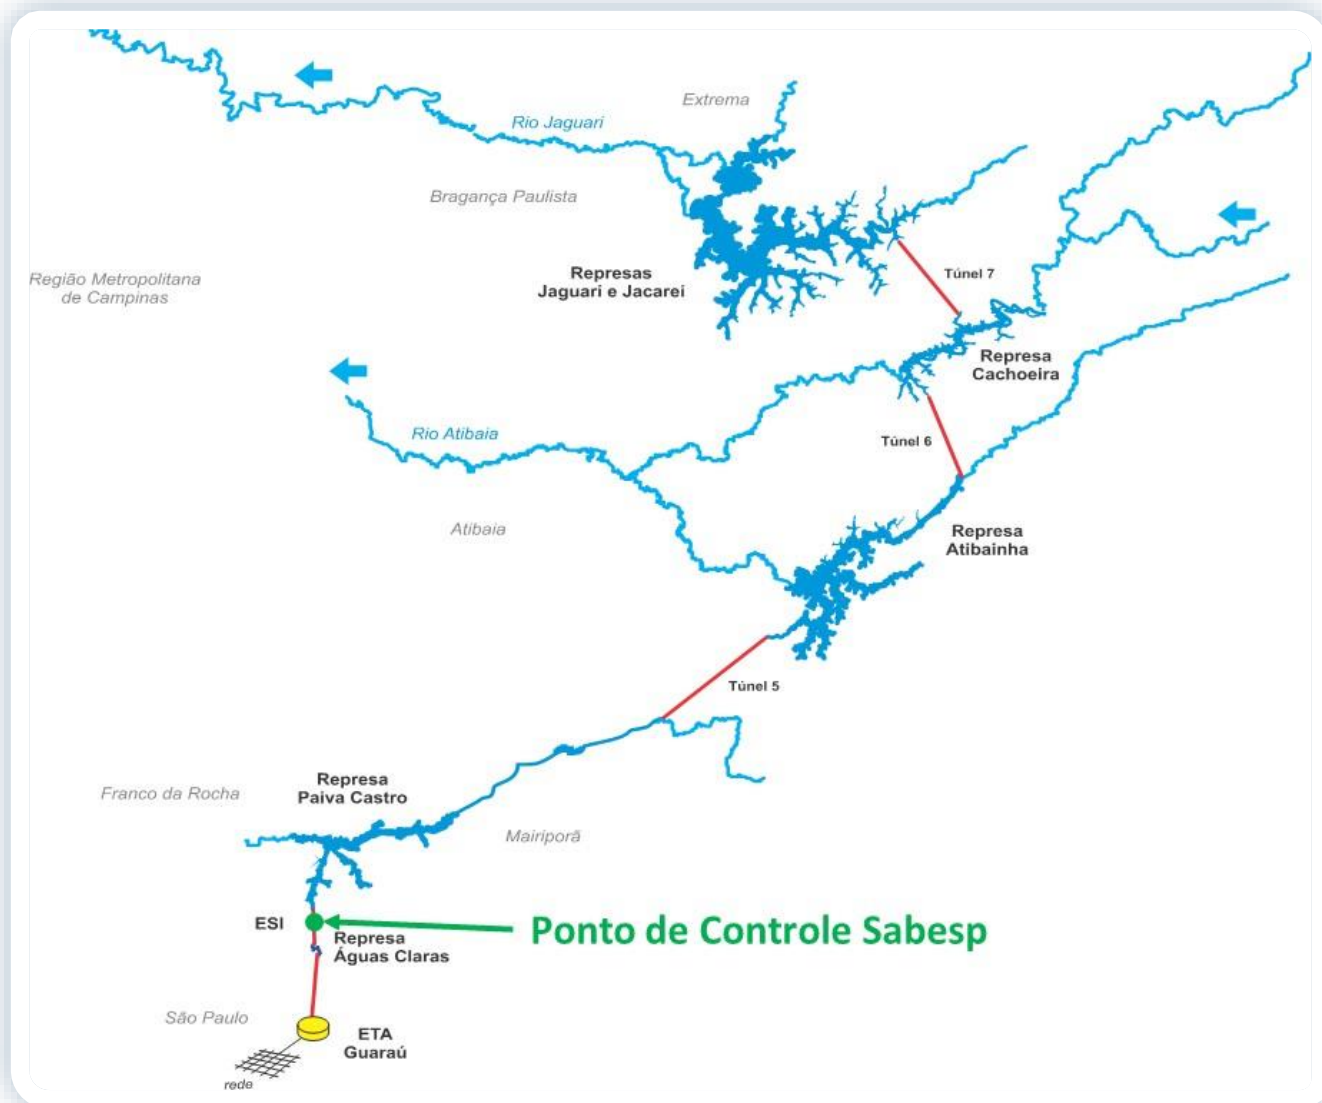 Extrema
Rio Jaguari
Bragança Paulista
Região Metropolitana
de Campinas
Represas
Jaguari e Jacarei
Túnel 7
Represa
Cachoeira
Rio Atibaia
Túnel 6
Atibaia
Represa
Atibainha
Túnel 5
Represa
Paiva Castro
Franco da Rocha
Mairiporã
ESI
Ponto de Controle Sabesp
Represa
Águas Claras
São Paulo
ETA
Guaraú
rede